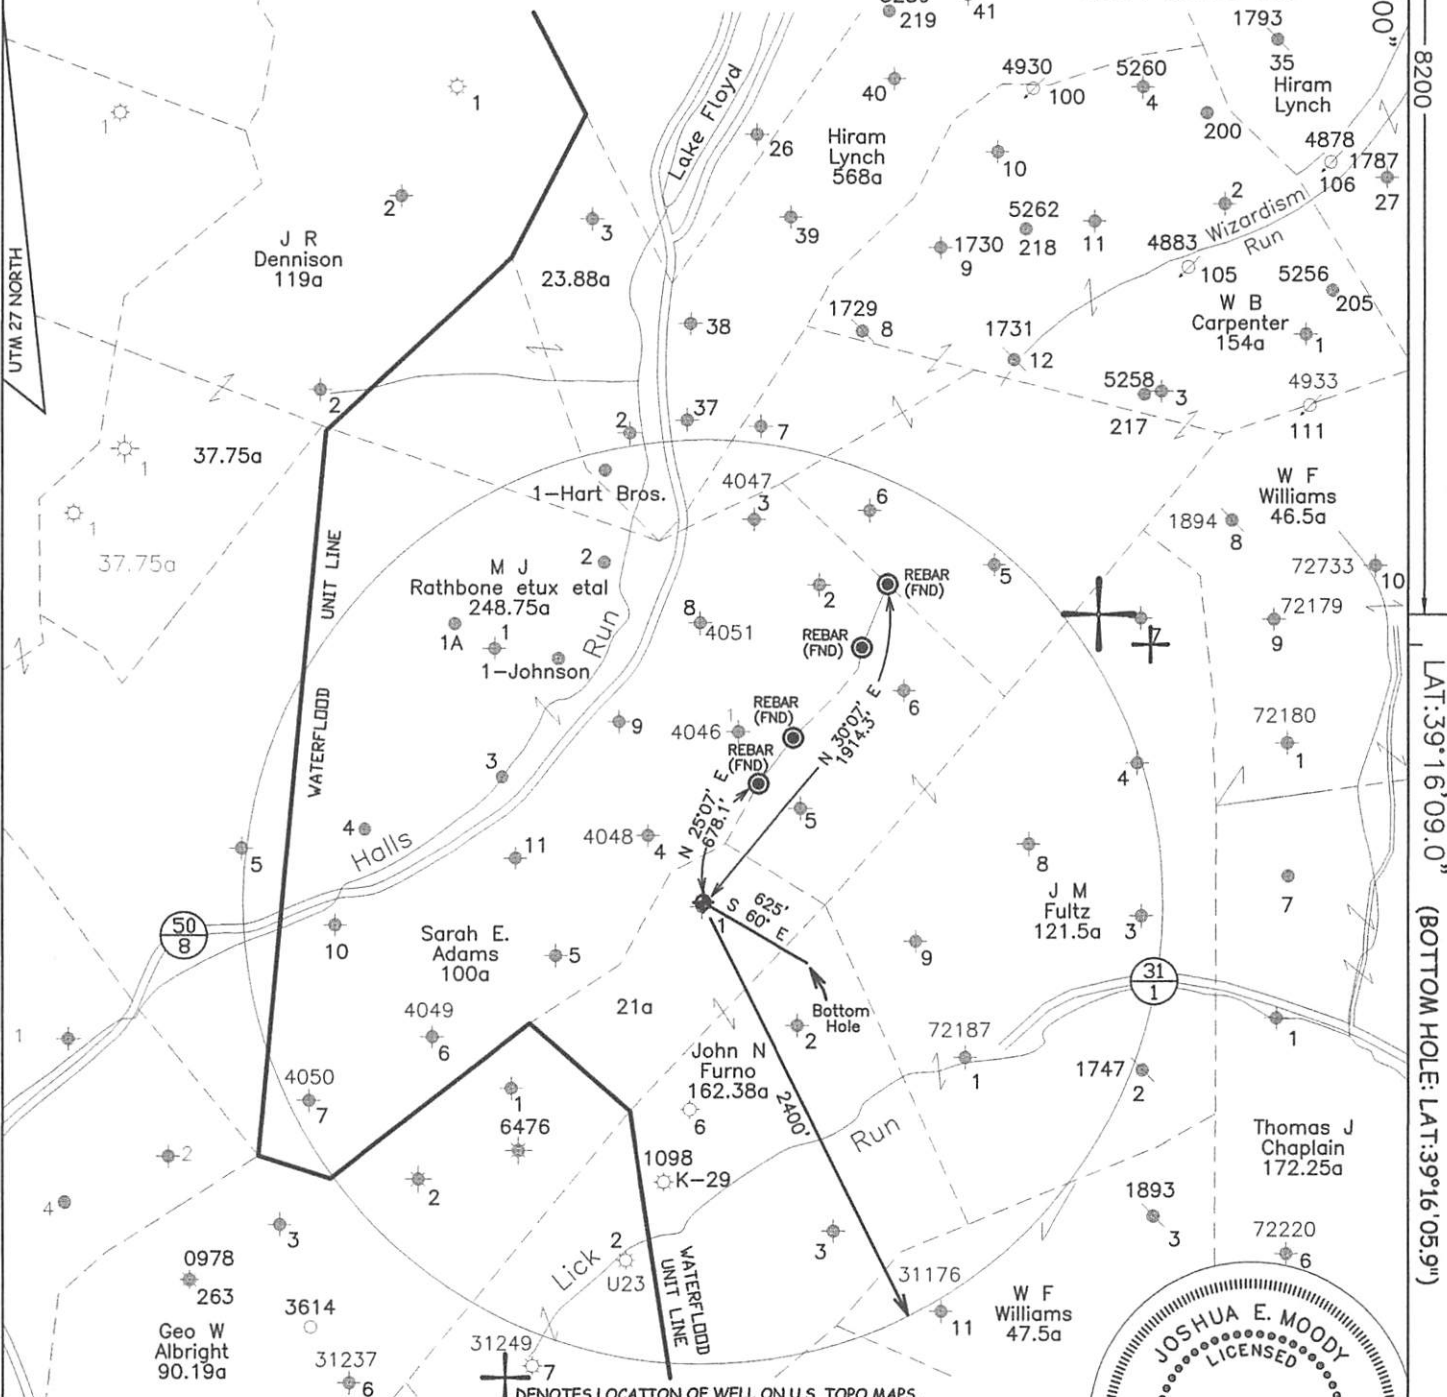 219
41
1793
35
Hiram
Lynch
00"
8200
1
1
40
4930
100
5260
4
200
4878
106
1787
27
26
Hiram
Lynch
568a
10
Lake Floyd
2
3
39
J R
Dennison
119a
23.88a
5262
218
11
2
Wizardism
Run
1730
9
4883
105
5256
205
W B
Carpenter
154a
1
UTM 27 NORTH
38
1729
8
1731
12
5258
3
217
4933
111
2
37.75a
1
2
37
7
1-Hart Bros.
4047
3
6
W F
Williams
46.5a
1894
8
1
37.75a
UNIT LINE
M J
Rathbone etux etal
248.75a
2
1A
1
1-Johnson
Run
8
4051
2
REBAR
(FND)
REBAR
(FND)
5
7
72733
10
72179
9
LAT:39°16'09.0"
(BOTTOM HOLE: LAT:39°16'05.9")
WATERFLOOD
9
1
4046
REBAR
(FND)
REBAR
(FND)
N 30°07' E
1914.3'
6
72180
1
3
4
N 25°07' E
678.1'
5
4
Halls
11
4048
4
8
5
7
50
8
10
Sarah E.
Adams
100a
5
1
625'
S 60° E
J M
Fultz
121.5a
3
9
31
1
Bottom
Hole
21a
1
4049
6
2
72187
1
1
John N
Furno
162.38a
6
2400'
1747
2
4050
7
1
6476
2
Run
Thomas J
Chaplain
172.25a
4
2
1098
K-29
3
2
U23
Lick
3
1893
3
72220
6
WATERFLOOD
UNIT LINE
0978
263
3614
Geo W
Albright
90.19a
31237
6
31249
7
31176
11
W F
Williams
47.5a
JOSHUA E. MOODY
LICENSED
DENOTES LOCATION OF WELL ON U.S. TOPO MAPS